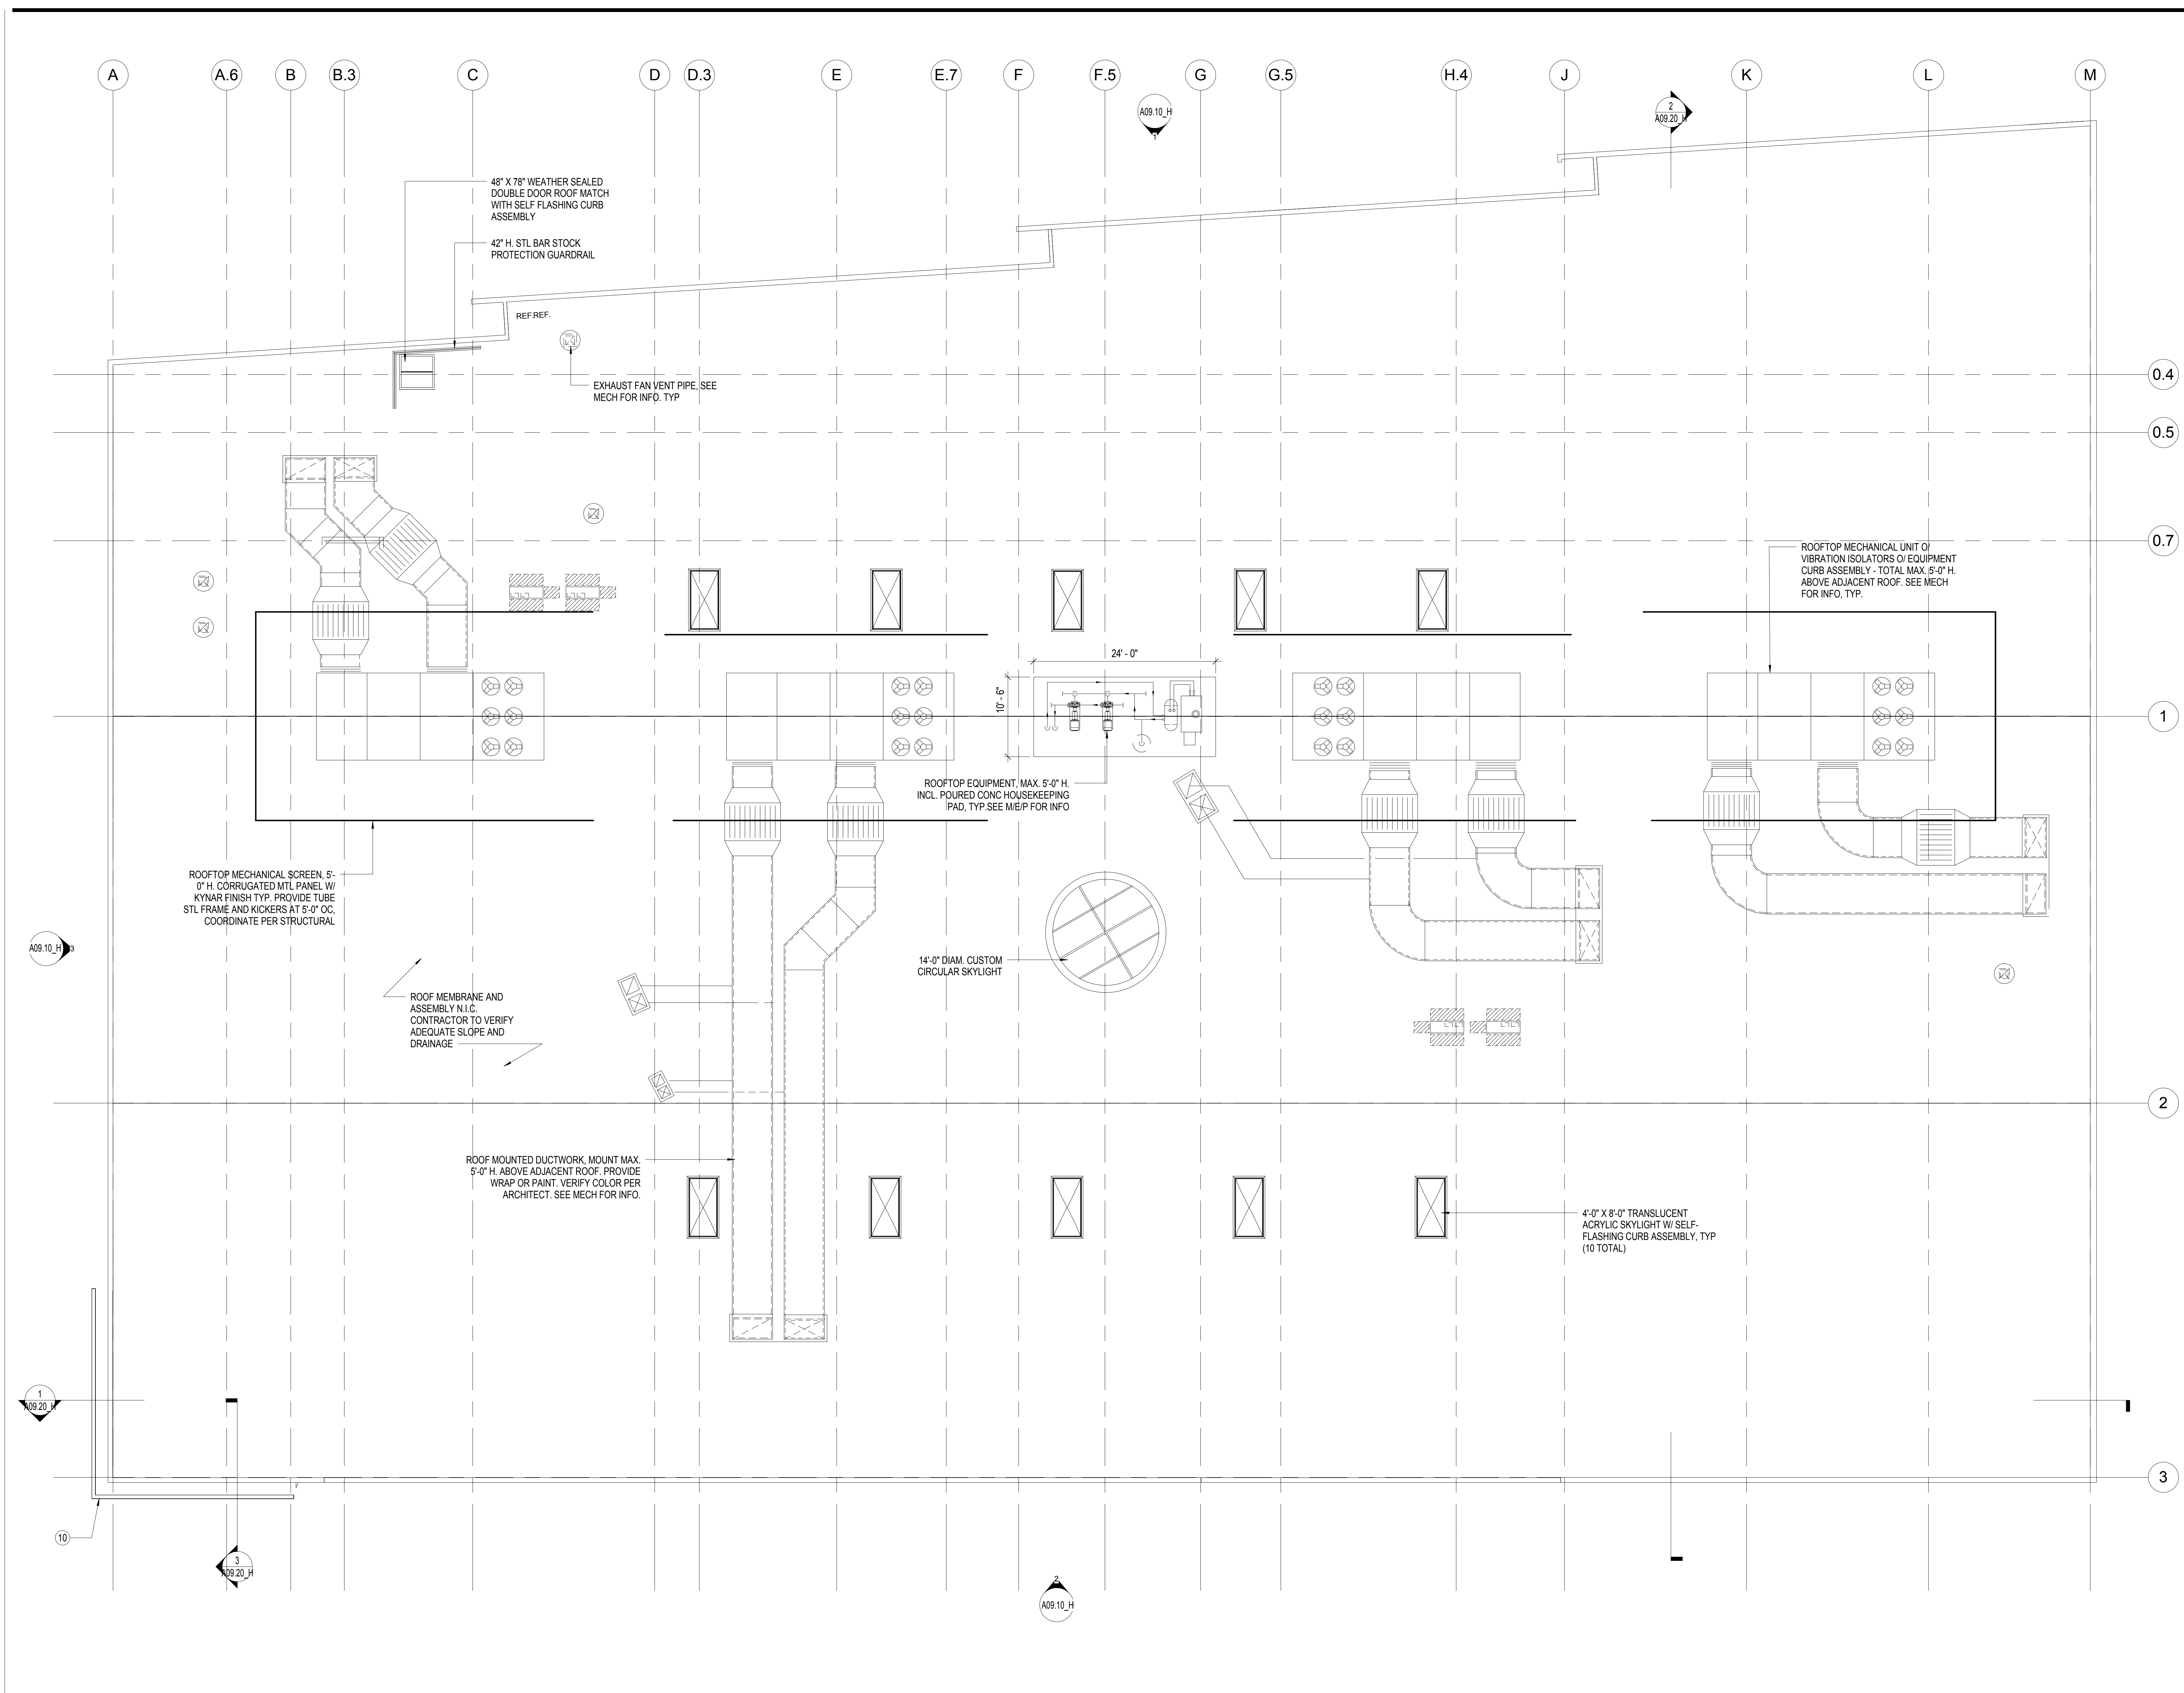 A
A.6
B
B.3
C
D
D.3
E
E.7
F
F.5
G
G.5
H.4
J
K
L
M
A09.10_H
1
2
A09.20_H
48" X 78" WEATHER SEALED
DOUBLE DOOR ROOF MATCH
WITH SELF FLASHING CURB
ASSEMBLY
42" H. STL BAR STOCK
PROTECTION GUARDRAIL
REF.REF.
EXHAUST FAN VENT PIPE, SEE
MECH FOR INFO. TYP
0.4
0.5
0.7
ROOFTOP MECHANICAL UNIT O/
VIBRATION ISOLATORS O/ EQUIPMENT
CURB ASSEMBLY - TOTAL MAX. 5'-0" H.
ABOVE ADJACENT ROOF. SEE MECH
FOR INFO, TYP.
24' - 0"
10' - 6"
1
ROOFTOP EQUIPMENT, MAX. 5'-0" H.
INCL. POURED CONC HOUSEKEEPING
PAD, TYP.SEE M/E/P FOR INFO
ROOFTOP MECHANICAL SCREEN, 5'-
0" H. CORRUGATED MTL PANEL W/
KYNAR FINISH TYP. PROVIDE TUBE
STL FRAME AND KICKERS AT 5'-0" OC,
COORDINATE PER STRUCTURAL
A09.10_H
3
14'-0" DIAM. CUSTOM
CIRCULAR SKYLIGHT
ROOF MEMBRANE AND
ASSEMBLY N.I.C.
CONTRACTOR TO VERIFY
ADEQUATE SLOPE AND
DRAINAGE
2
ROOF MOUNTED DUCTWORK, MOUNT MAX.
5'-0" H. ABOVE ADJACENT ROOF. PROVIDE
WRAP OR PAINT. VERIFY COLOR PER
ARCHITECT. SEE MECH FOR INFO.
4'-0" X 8'-0" TRANSLUCENT
ACRYLIC SKYLIGHT W/ SELF-
FLASHING CURB ASSEMBLY, TYP
(10 TOTAL)
1
A09.20_H
3
10
3
A09.20_H
2
A09.10_H